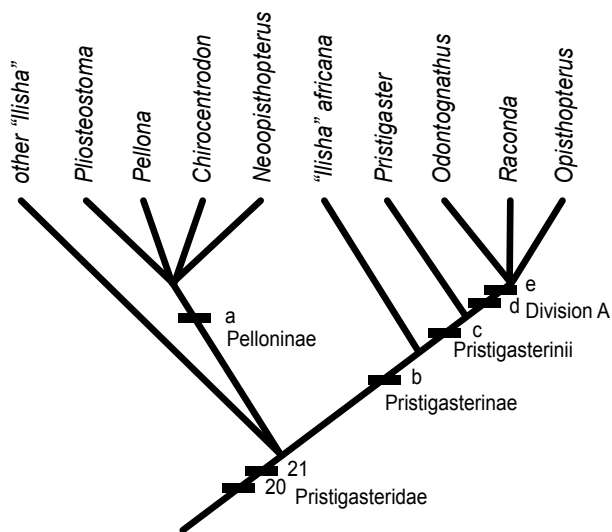 other "Ilisha"
Pliosteostoma
Pellona
Chirocentrodon
Neoopisthopterus
"Ilisha" africana
Pristigaster
Odontognathus
Raconda
Opisthopterus
e
d Division A
a
Pelloninae
c
Pristigasterinii
b
Pristigasterinae
21
20 Pristigasteridae